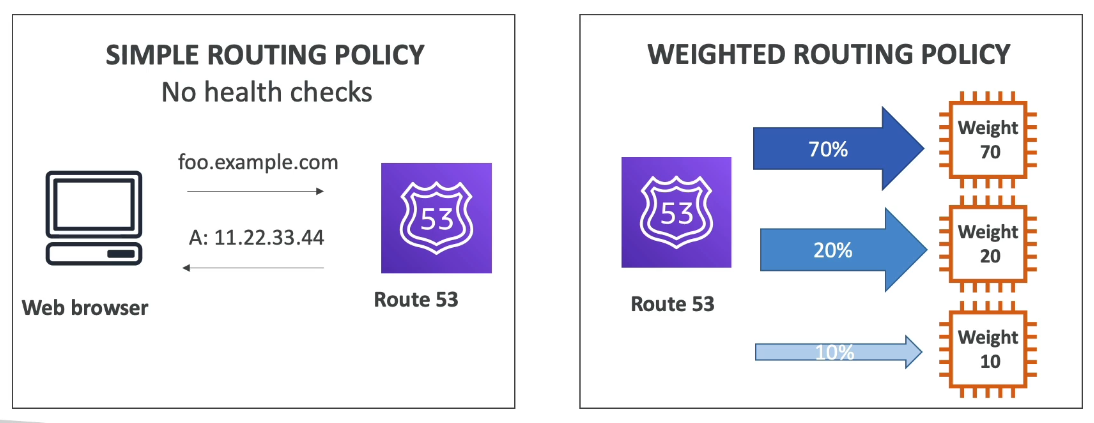 SIMPLE ROUTING POLICY
No health checks
foo.example.com
53
A: 11.22.33.44
Web browser
Route 53
WEIGHTED ROUTING POLICY
70%
Weight
70
53
20%
Weight
20
Route 53
10%
Weight
10